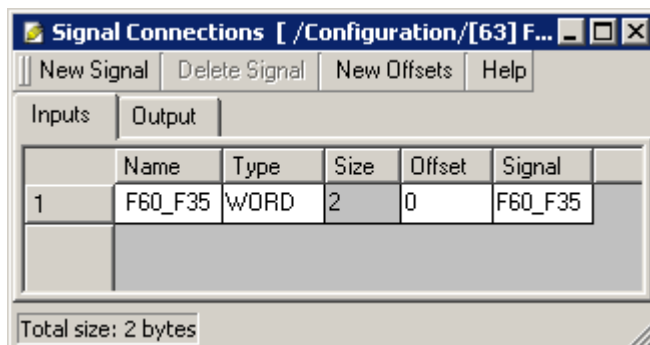 Signal Connections [ /Configuration/[63] F...
New Signal Delete Signal New Offsets Help
Inputs Output
Name Type Size Offset Signal
1 F60_F35 WORD 2 0 F60_F35
Total size: 2 bytes